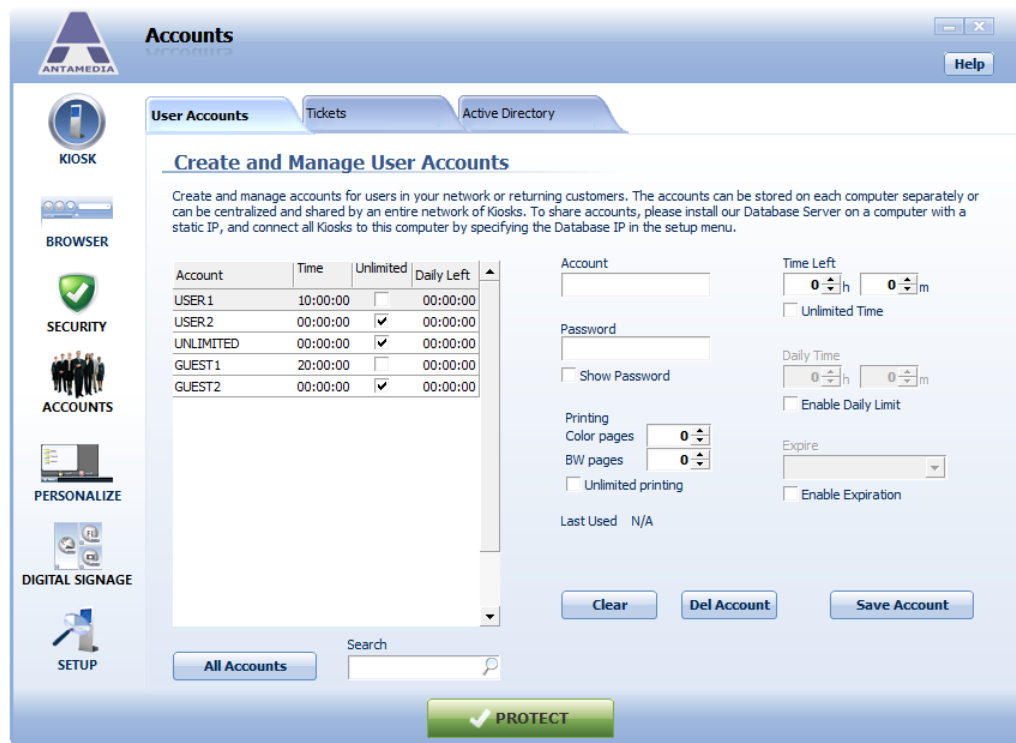 Accounts
ANTAMEDIA
Help
KIOSK
BROWSER
SECURITY
ACCOUNTS
PERSONALIZE
DIGITAL SIGNAGE
SETUP
User Accounts Tickets Active Directory
Create and Manage User Accounts
Create and manage accounts for users in your network or returning customers. The accounts can be stored on each computer separately or
can be centralized and shared by an entire network of Kiosks. To share accounts, please install our Database Server on a computer with a
static IP, and connect all Kiosks to this computer by specifying the Database IP in the setup menu.
Account Time Unlimited Daily Left
USER1 10:00:00 00:00:00
USER2 00:00:00 00:00:00
UNLIMITED 00:00:00 00:00:00
GUEST1 20:00:00 00:00:00
GUEST2 00:00:00 00:00:00
All Accounts
Search
Account
Password
Show Password
Printing
Color pages 0
BW pages 0
Unlimited printing
Last Used N/A
Time Left
0 h 0 m
Unlimited Time
Daily Time
0 h 0 m
Enable Daily Limit
Expire
Enable Expiration
Clear Del Account Save Account
PROTECT